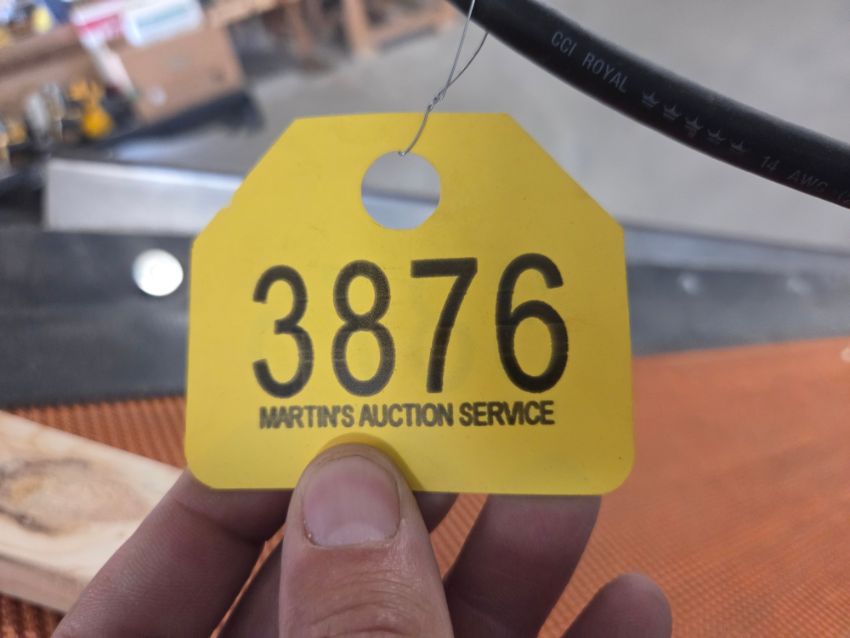 CCI ROYAL
14 AWG
3876
MARTIN'S AUCTION SERVICE